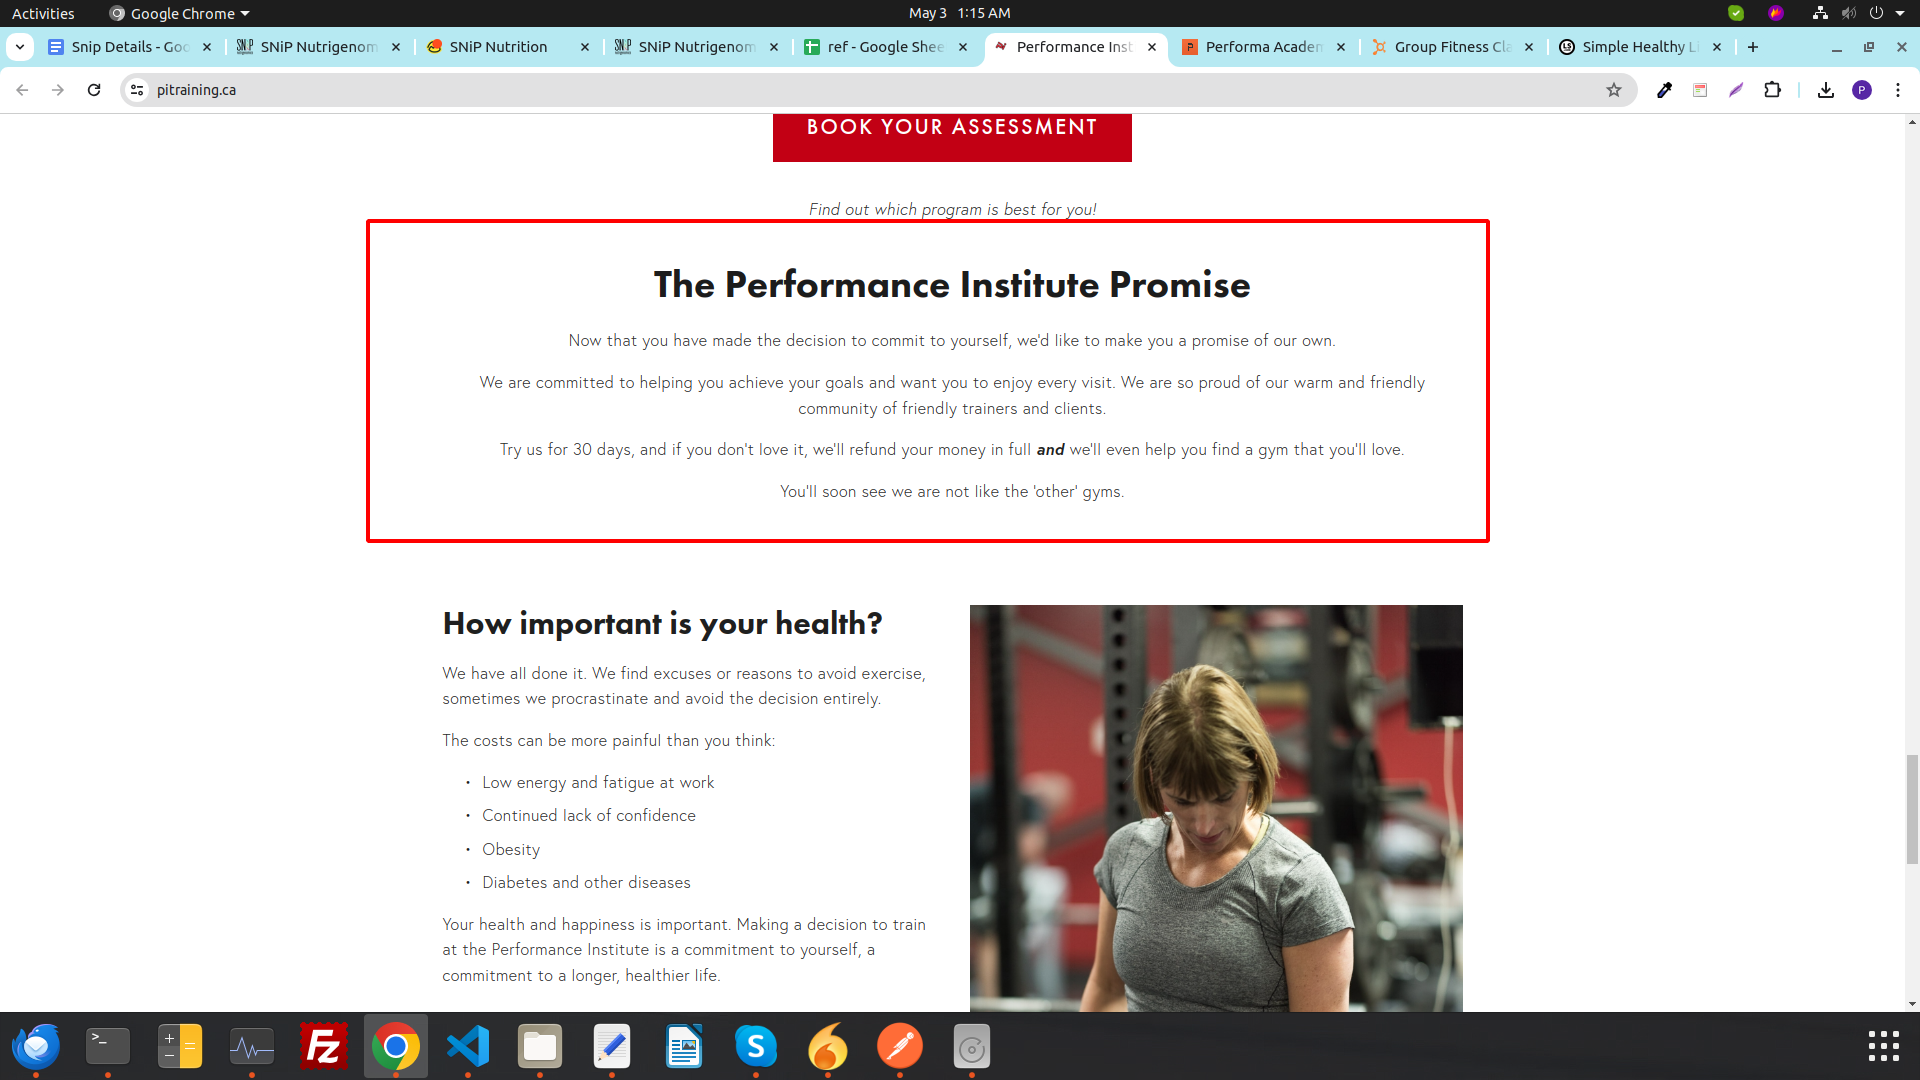 Activities
Google Chrome
May 3 1:15 AM
Snip Details - Goo
SNiP Nutrigenom
SNiP Nutrition
SNiP Nutrigenom
ref - Google Shee
Performance Inst
Performa Academ
Group Fitness Cla
Simple Healthy Li
pitraining.ca
P
BOOK YOUR ASSESSMENT
Find out which program is best for you!
The Performance Institute Promise
Now that you have made the decision to commit to yourself, we'd like to make you a promise of our own.
We are committed to helping you achieve your goals and want you to enjoy every visit. We are so proud of our warm and friendly
community of friendly trainers and clients.
Try us for 30 days, and if you don't love it, we'll refund your money in full and we'll even help you find a gym that you'll love.
You'll soon see we are not like the 'other' gyms.
How important is your health?
We have all done it. We find excuses or reasons to avoid exercise,
sometimes we procrastinate and avoid the decision entirely.
The costs can be more painful than you think:
• Low energy and fatigue at work
• Continued lack of confidence
• Obesity
• Diabetes and other diseases
Your health and happiness is important. Making a decision to train
at the Performance Institute is a commitment to yourself, a
commitment to a longer, healthier life.